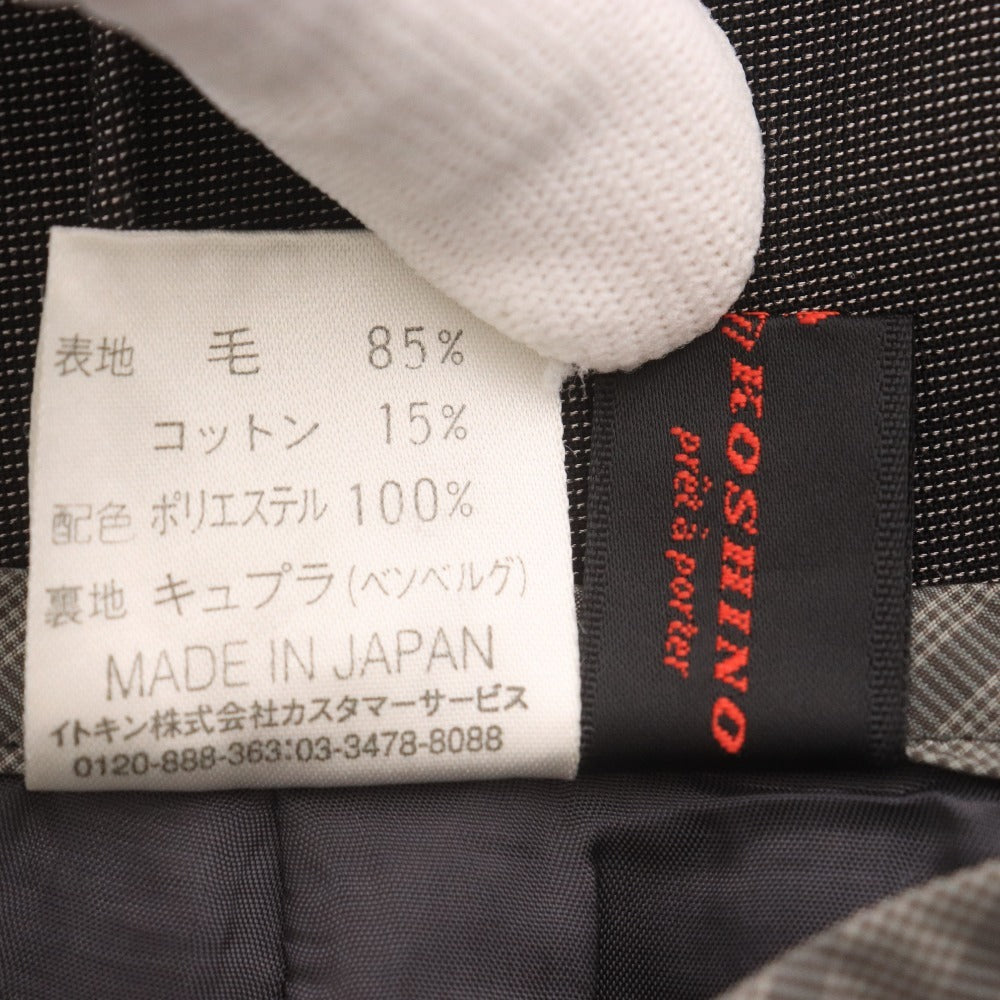 表地 毛 85%
コットン 15%
配色 ポリエステル 100%
裏地 キュプラ(ベンベルグ)
MADE IN JAPAN
イトキン株式会社カスタマーサービス
0120-888-363:03-3478-8088
KOSHINO
prêt à porter